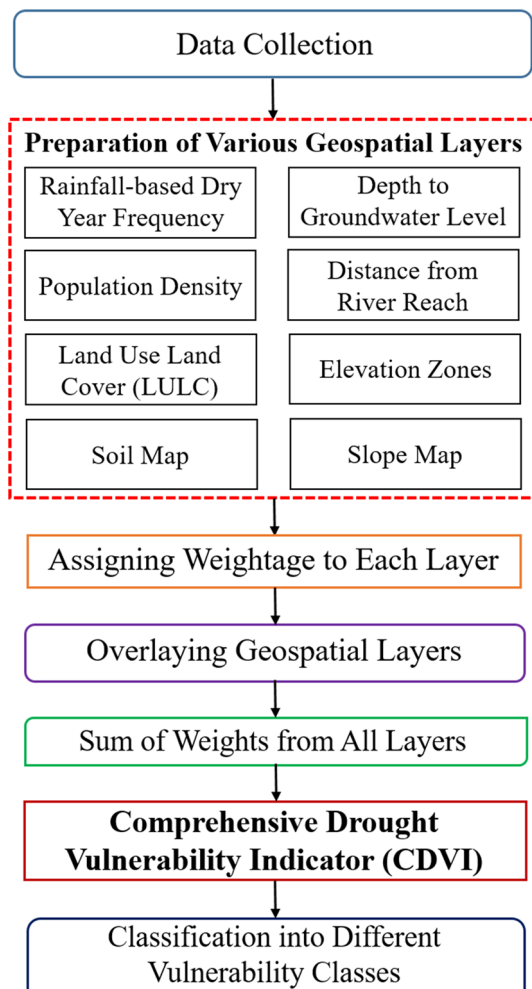 Data Collection
Preparation of Various Geospatial Layers
Rainfall-based Dry
Year Frequency
Depth to
Groundwater Level
Population Density
Distance from
River Reach
Land Use Land
Cover (LULC)
Elevation Zones
Soil Map
Slope Map
Assigning Weightage to Each Layer
Overlaying Geospatial Layers
Sum of Weights from All Layers
Comprehensive Drought
Vulnerability Indicator (CDVI)
Classification into Different
Vulnerability Classes